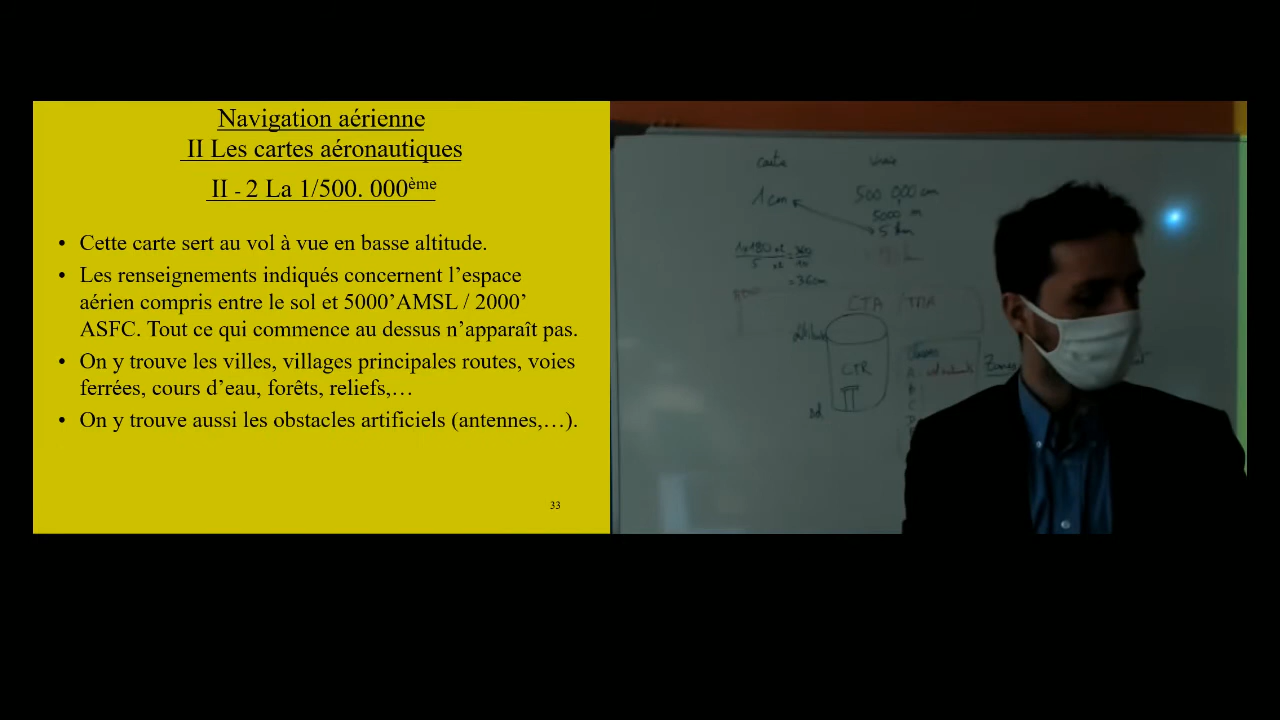 Navigation aérienne
II Les cartes aéronautiques
II - 2 La 1/500. 000ème
• Cette carte sert au vol à vue en basse altitude.
• Les renseignements indiqués concernent l’espace
aérien compris entre le sol et 5000’AMSL / 2000’
ASFC. Tout ce qui commence au dessus n’apparaît pas.
• On y trouve les villes, villages principales routes, voies
ferrées, cours d’eau, forêts, reliefs,…
• On y trouve aussi les obstacles artificiels (antennes,…).
33
carte
1 cm
500 000 cm
5000 m
5 km
= 36cm
CTA / TMA
CTR
A :
B :
C
Zones